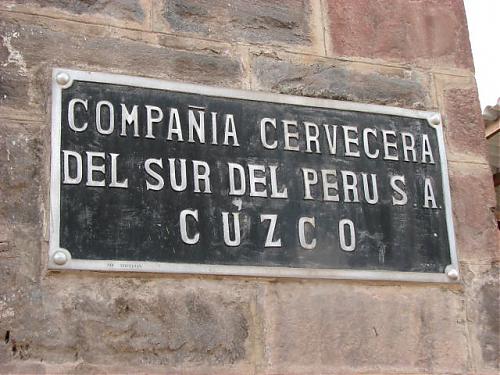 COMPAÑIA CERVECERA
DEL SUR DEL PERU S A.
CUZCO